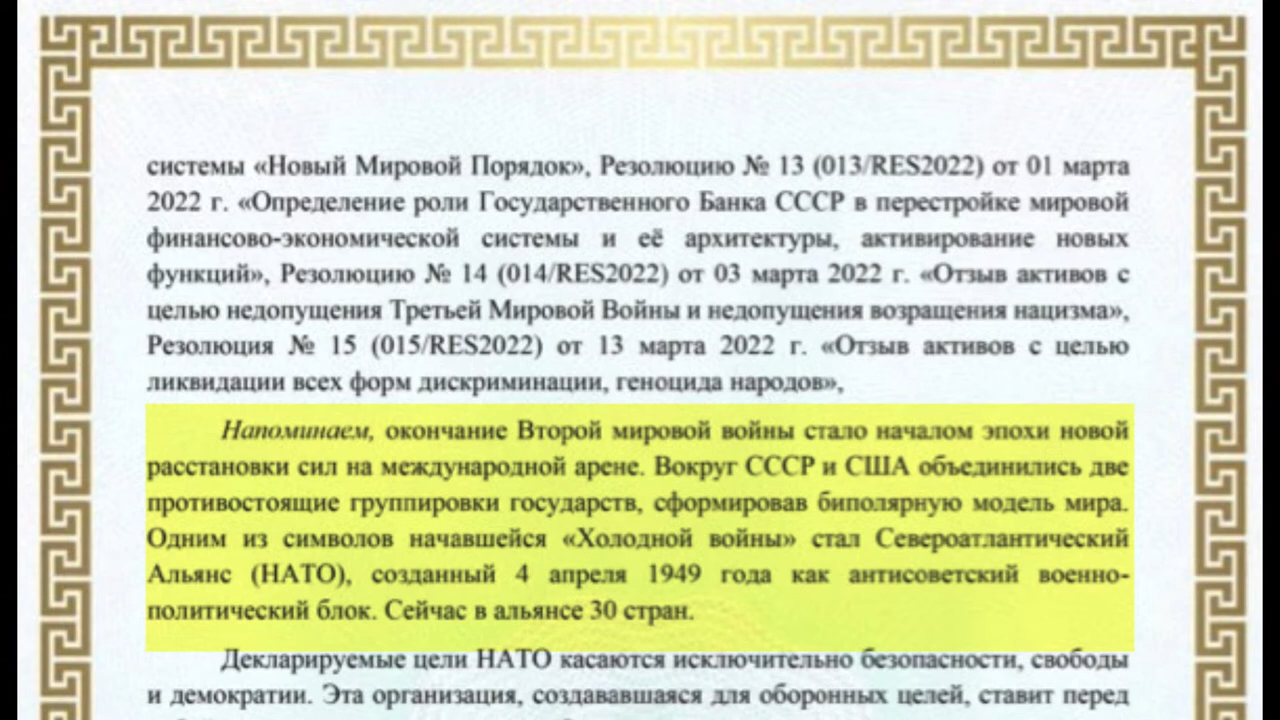 системы «Новый Мировой Порядок», Резолюцию № 13 (013/RES2022) от 01 марта
2022 г. «Определение роли Государственного Банка СССР в перестройке мировой
финансово-экономической системы и её архитектуры, активирование новых
функций», Резолюцию № 14 (014/RES2022) от 03 марта 2022 г. «Отзыв активов с
целью недопущения Третьей Мировой Войны и недопущения возращения нацизма»,
Резолюция № 15 (015/RES2022) от 13 марта 2022 г. «Отзыв активов с целью
ликвидации всех форм дискриминации, геноцида народов»,
Напоминаем, окончание Второй мировой войны стало началом эпохи новой
расстановки сил на международной арене. Вокруг СССР и США объединились две
противостоящие группировки государств, сформировав биполярную модель мира.
Одним из символов начавшейся «Холодной войны» стал Североатлантический
Альянс (НАТО), созданный 4 апреля 1949 года как антисоветский военно-
политический блок. Сейчас в альянсе 30 стран.
Декларируемые цели НАТО касаются исключительно безопасности, свободы
и демократии. Эта организация, создававшаяся для оборонных целей, ставит перед